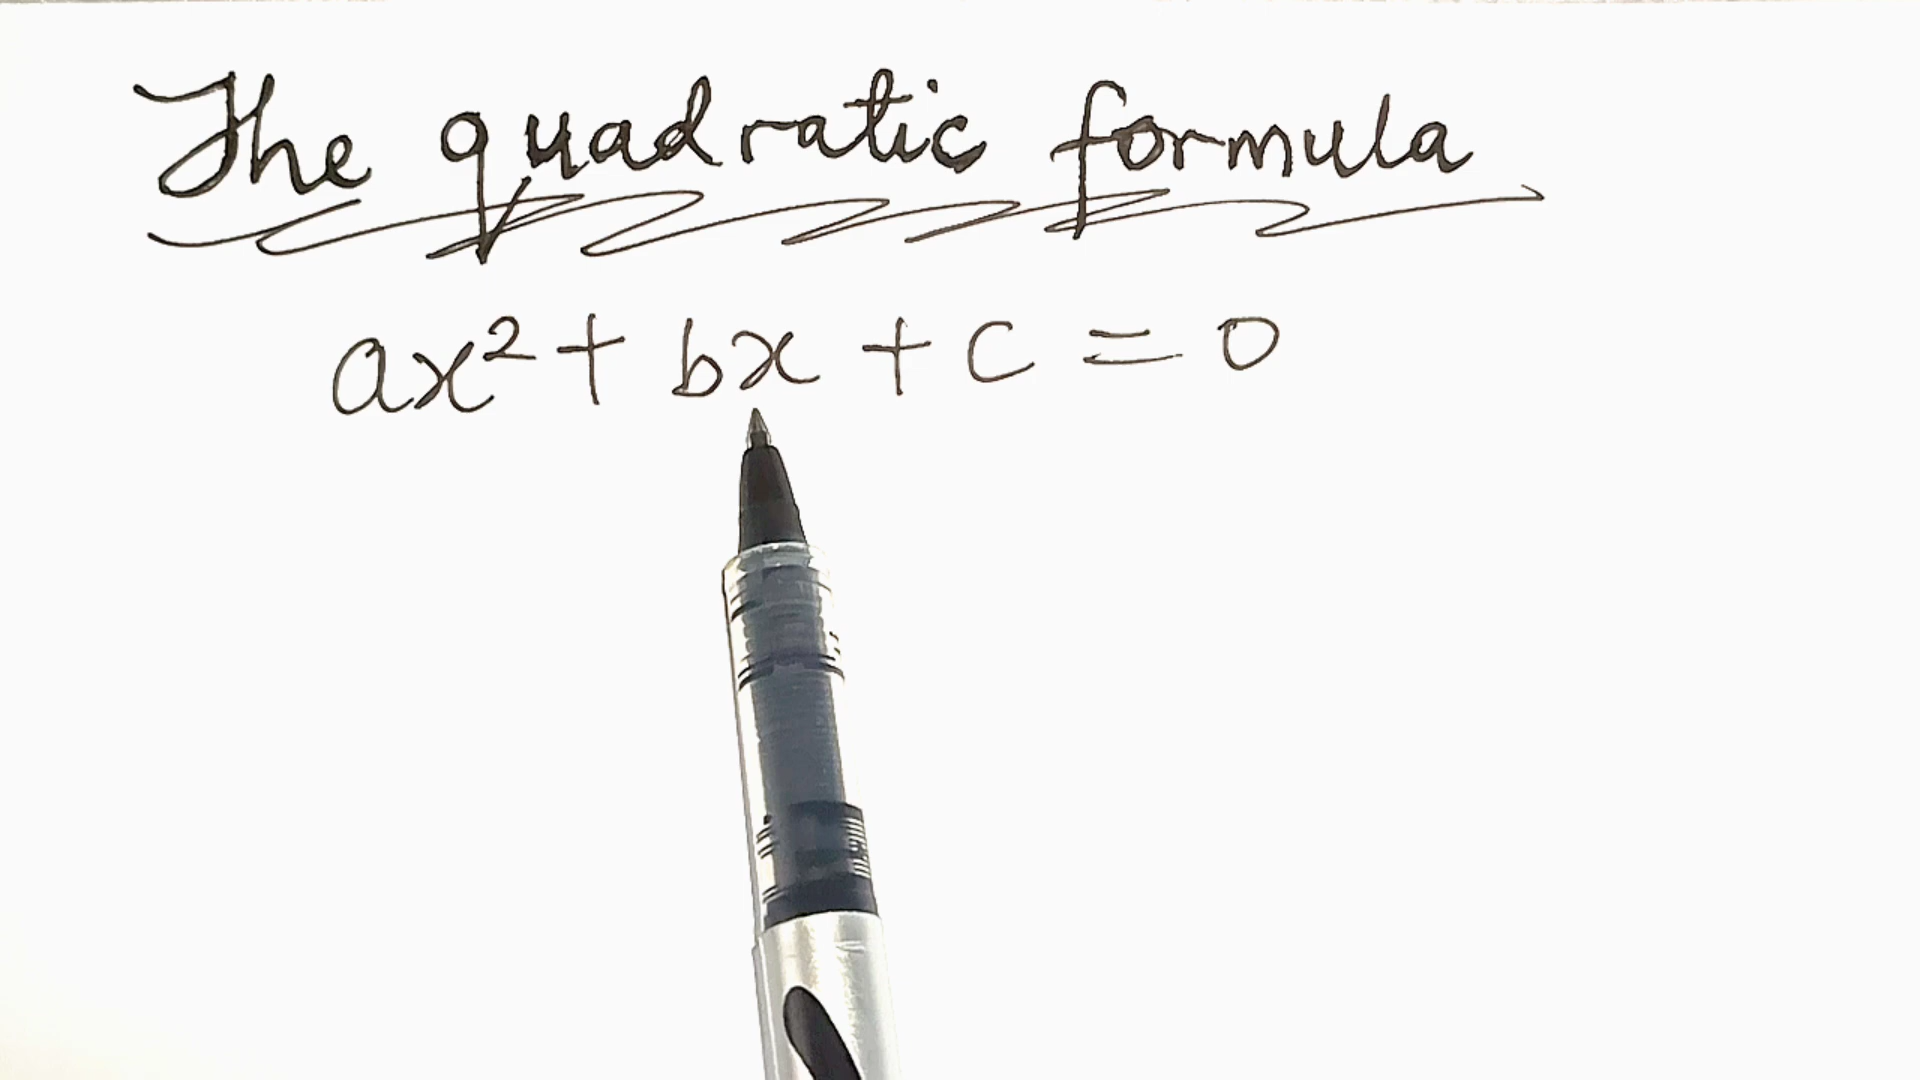 The quadratic formula
ax² + bx + c = 0